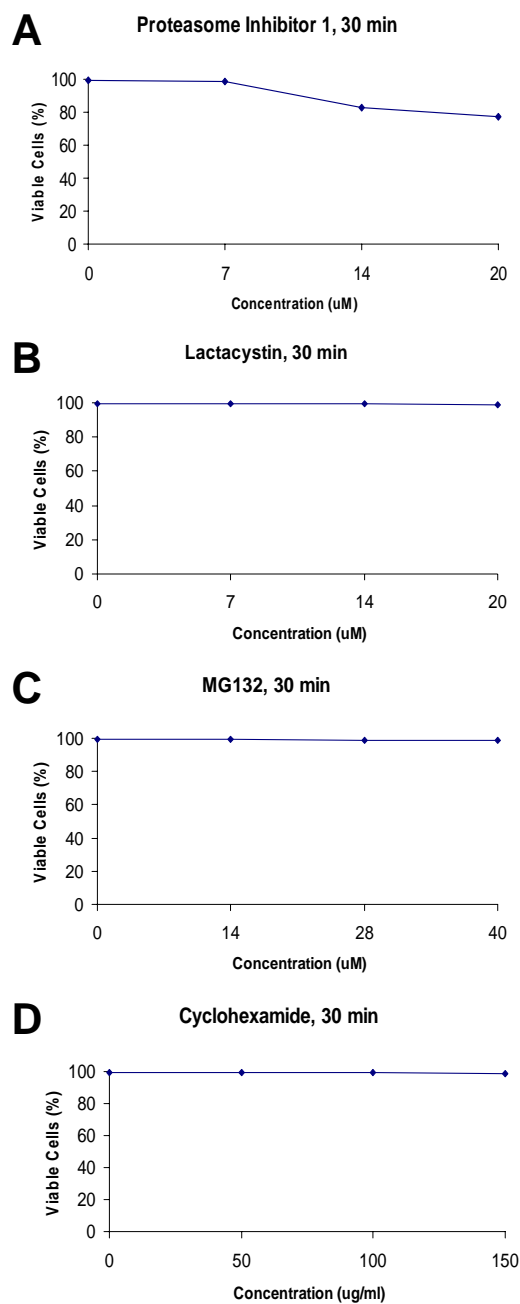 A
Proteasome Inhibitor 1, 30 min
Viable Cells (%)
100
80
60
40
20
0
0 7 14 20
Concentration (uM)
B
Lactacystin, 30 min
Viable Cells (%)
100
80
60
40
20
0
0 7 14 20
Concentration (uM)
C
MG132, 30 min
Viable Cells (%)
100
80
60
40
20
0
0 14 28 40
Concentration (uM)
D
Cyclohexamide, 30 min
Viable Cells (%)
100
80
60
40
20
0
0 50 100 150
Concentration (ug/ml)